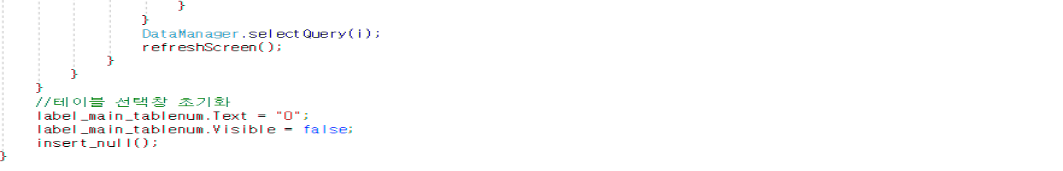 }
}
DataManager.selectQuery(i);
refreshScreen();
}
}
}
//테이블 선택창 초기화
label_main_tablenum.Text = "0";
label_main_tablenum.Visible = false;
insert_null();
}